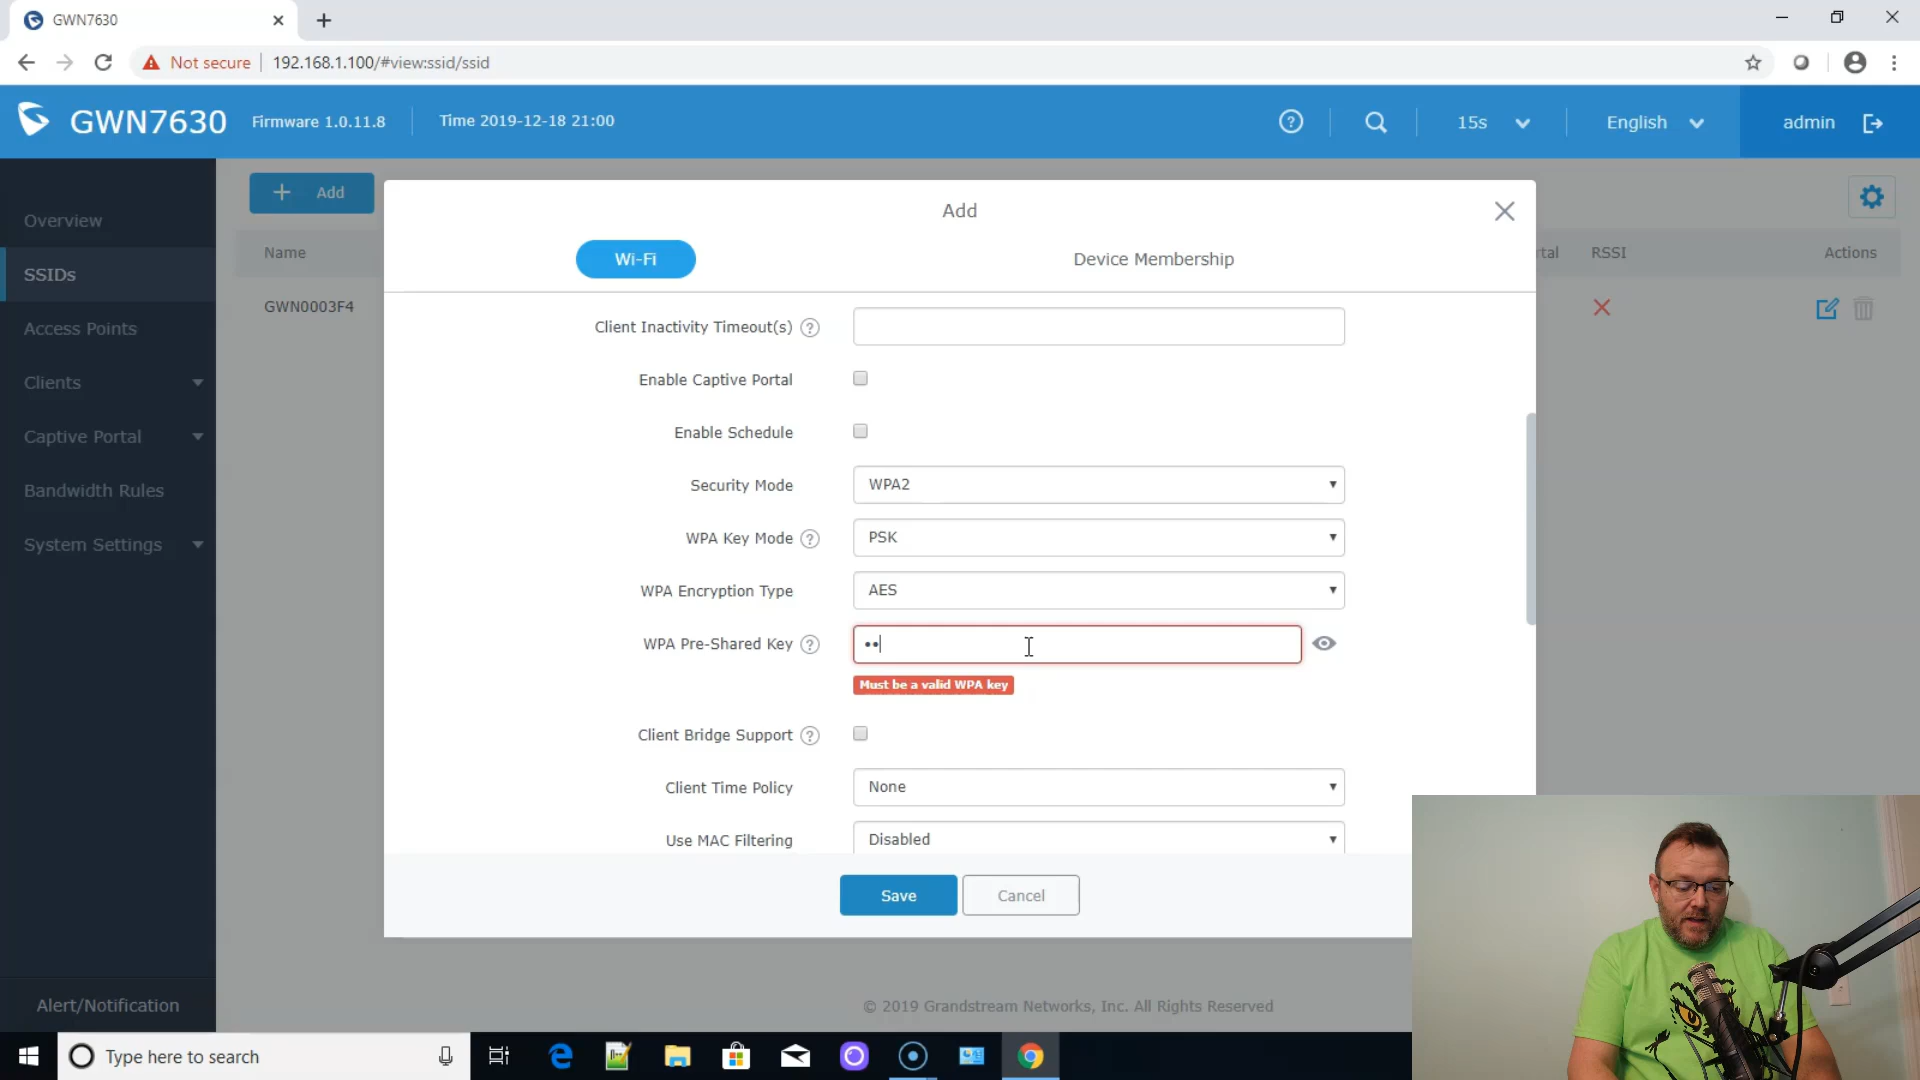 GWN7630
Not secure
192.168.1.100/#view:ssid/ssid
GWN7630
Firmware 1.0.11.8
Time 2019-12-18 21:00
15s
English
admin
Overview
SSIDs
Access Points
Clients
Captive Portal
Bandwidth Rules
System Settings
Alert/Notification
Add
Name
tal
RSSI
Actions
GWN0003F4
Add
Wi-Fi
Device Membership
Client Inactivity Timeout(s)
Enable Captive Portal
Enable Schedule
Security Mode
WPA2
WPA Key Mode
PSK
WPA Encryption Type
AES
WPA Pre-Shared Key
••
Must be a valid WPA key
Client Bridge Support
Client Time Policy
None
Use MAC Filtering
Disabled
Save
Cancel
© 2019 Grandstream Networks, Inc. All Rights Reserved
Type here to search